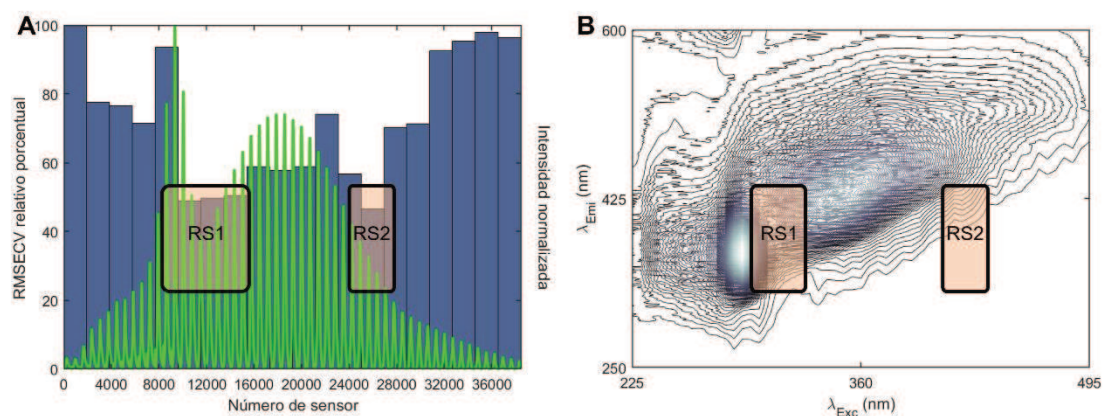 A
RMSECV relativo porcentual
100
80
60
40
20
0
RS1
RS2
0 4000 8000 12000 16000 20000 24000 28000 32000 36000
Número de sensor
Intensidad normalizada
B
λEmi (nm)
600
425
250
RS1
RS2
225 360 495
λExc (nm)